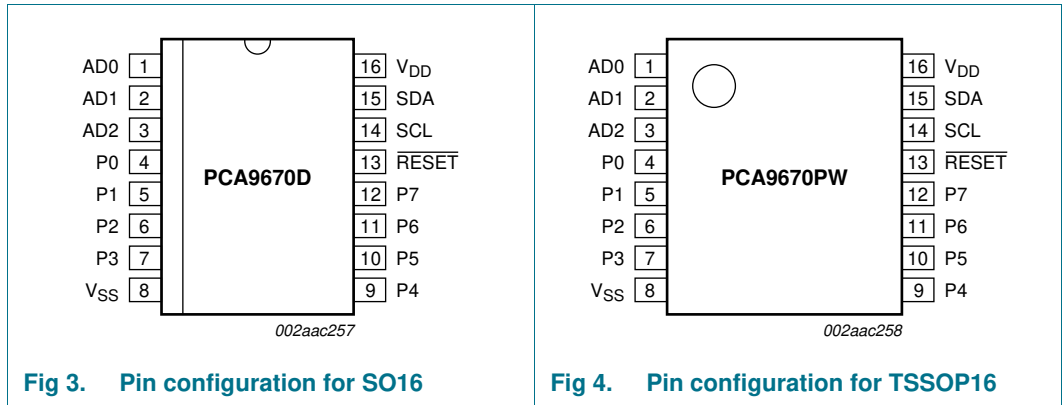 AD0 1 16 VDD
AD1 2 15 SDA
AD2 3 14 SCL
P0 4 13 RESET
P1 5 PCA9670D 12 P7
P2 6 11 P6
P3 7 10 P5
VSS 8 9 P4
002aac257
Fig 3. Pin configuration for SO16
AD0 1 16 VDD
AD1 2 15 SDA
AD2 3 14 SCL
P0 4 13 RESET
P1 5 PCA9670PW 12 P7
P2 6 11 P6
P3 7 10 P5
VSS 8 9 P4
002aac258
Fig 4. Pin configuration for TSSOP16